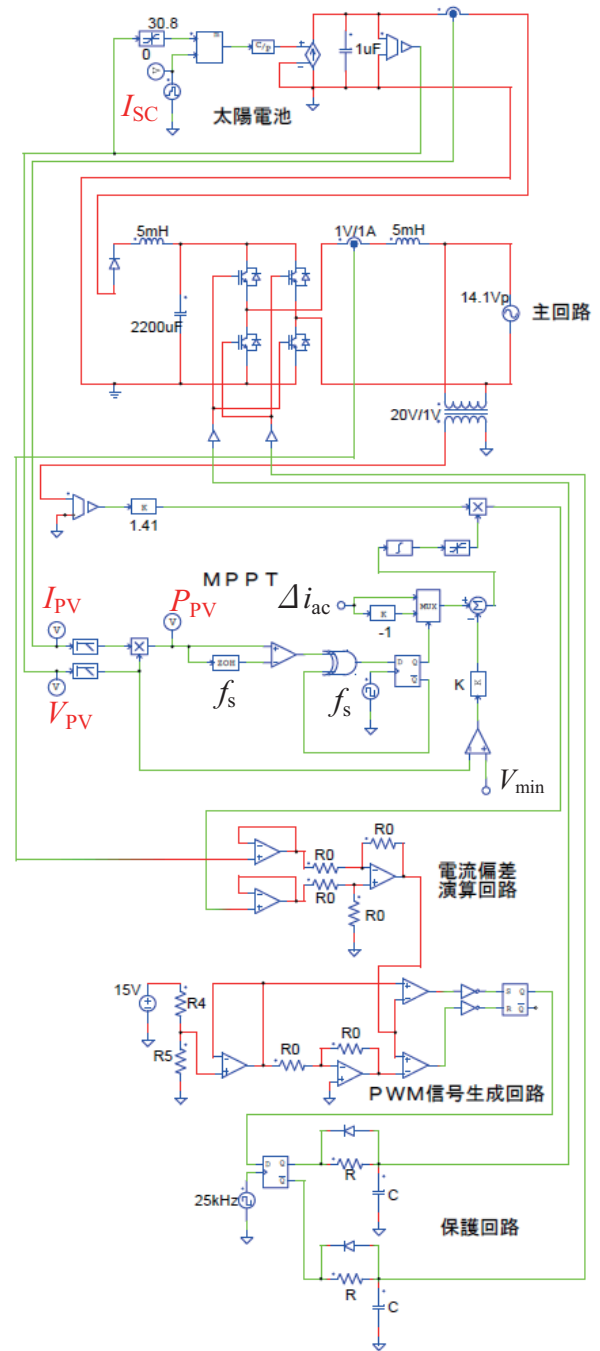 30.8
0
n
C/p
1uF
V
I_SC
太陽電池
5mH
1V/1A
5mH
2200uF
14.1Vp
主回路
20V/1V
K
1.41
MPPT
I_PV
V
P_PV
V
Δi_ac
K
-1
MUX
ZOH
f_s
f_s
D Q
Q
K
K
V
V_PV
V_min
R0
R0
R0
R0
電流偏差
演算回路
15V
R4
R5
R0
R0
S Q
R Q
PWM信号生成回路
D Q
Q
25kHz
R
C
保護回路
R
C